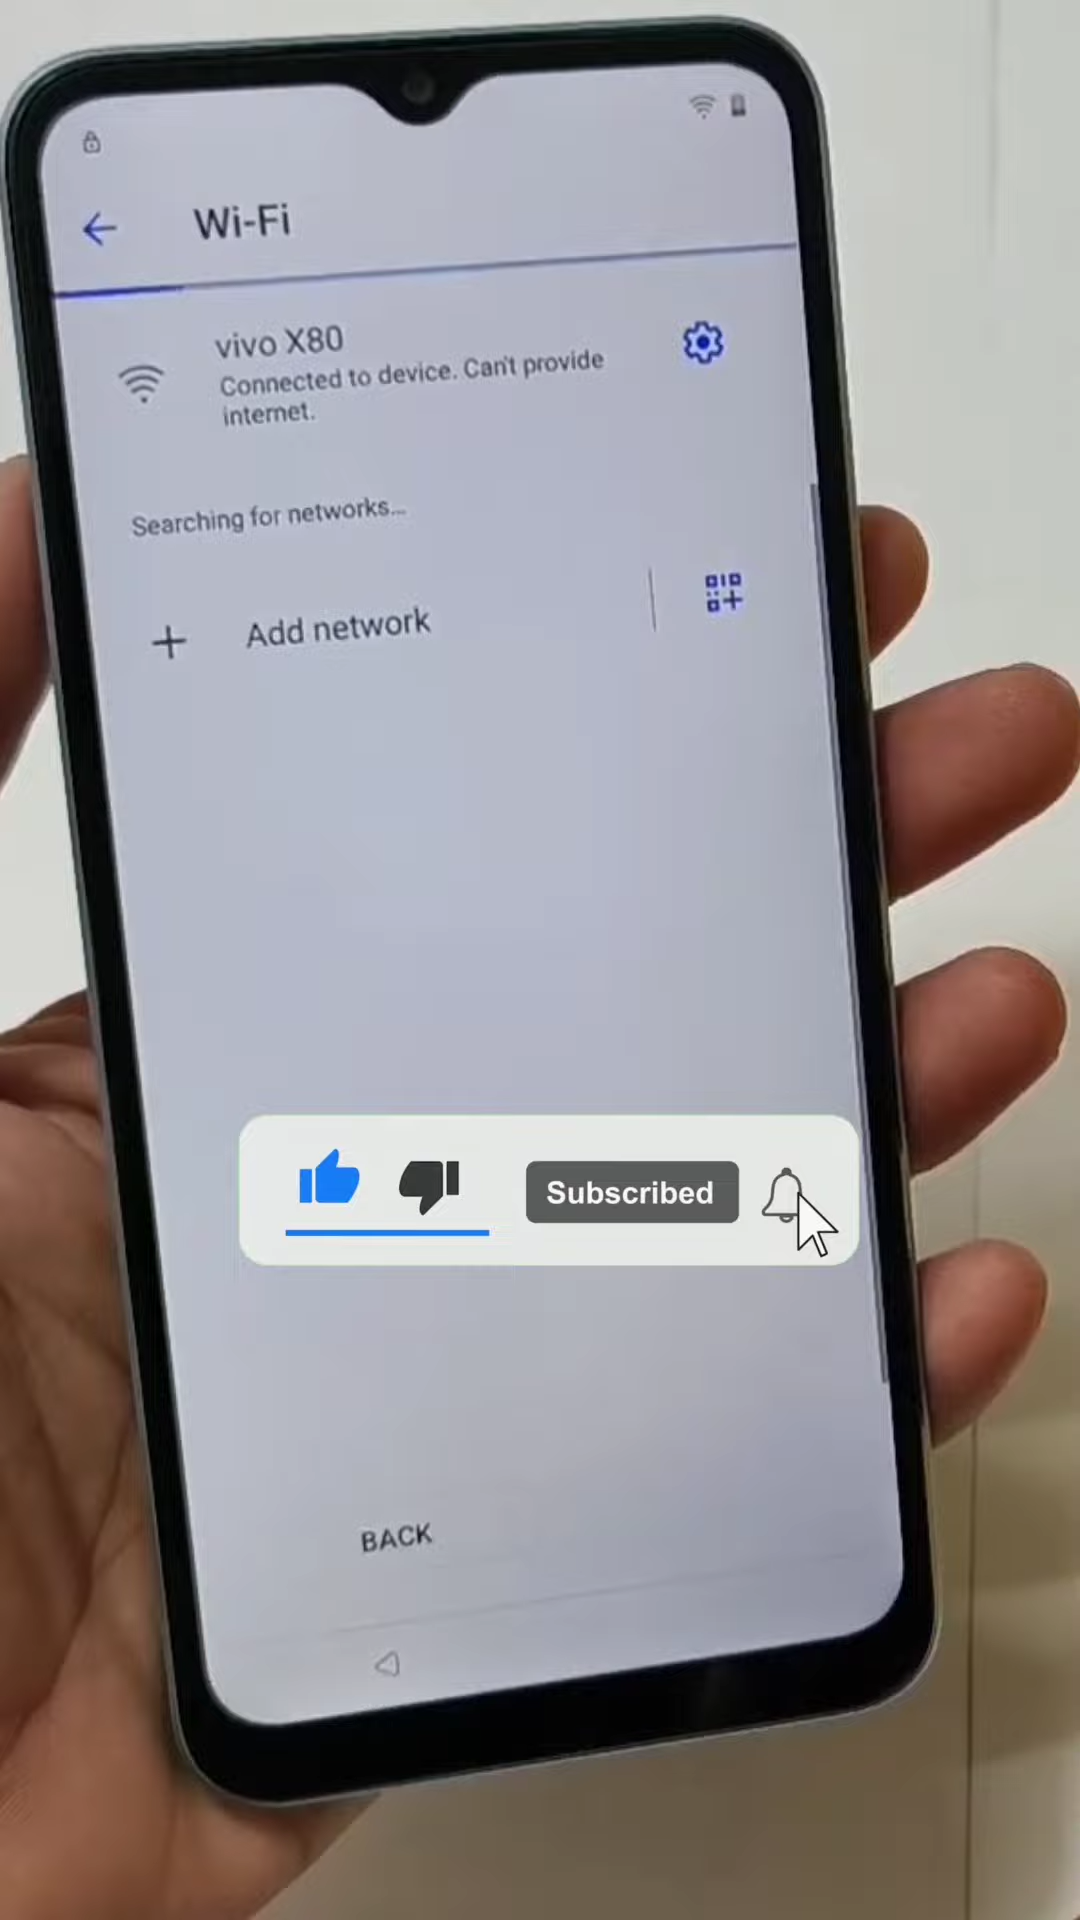 Wi-Fi
vivo X80
Connected to device. Can't provide
internet.
Searching for networks...
Add network
Subscribed
BACK